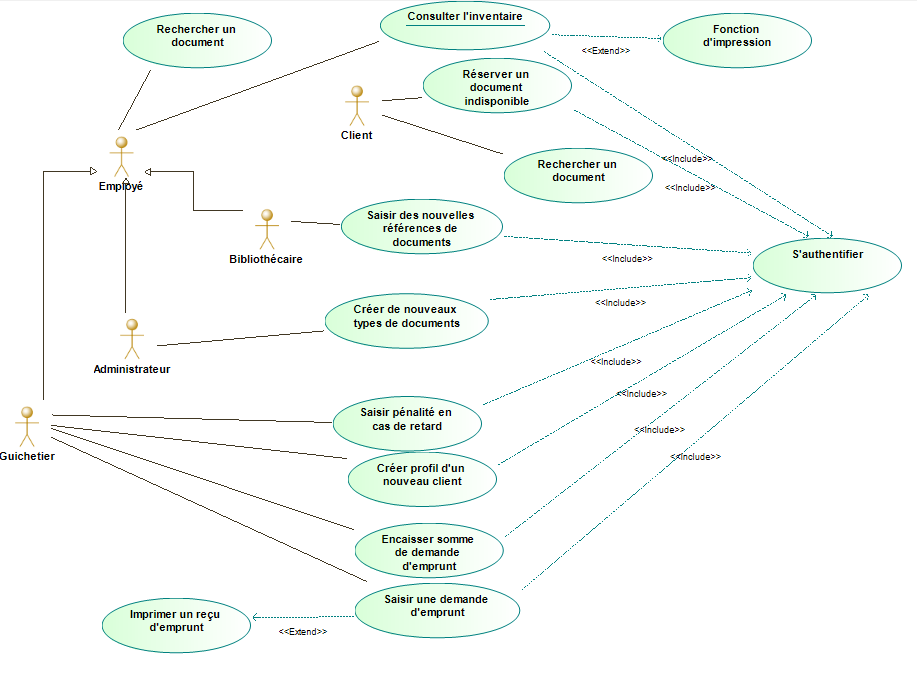 Rechercher un
document
Consulter l'inventaire
Fonction
d'impression
<<Extend>>
Réserver un
document
indisponible
Client
Rechercher un
document
<<Include>>
<<Include>>
Employé
Saisir des nouvelles
références de
documents
Bibliothécaire
<<Include>>
S'authentifier
Créer de nouveaux
types de documents
<<Include>>
Administrateur
<<Include>>
Saisir pénalité en
cas de retard
<<Include>>
<<Include>>
Guichetier
Créer profil d'un
nouveau client
<<Include>>
Encaisser somme
de demande
d'emprunt
Saisir une demande
d'emprunt
Imprimer un reçu
d'emprunt
<<Extend>>